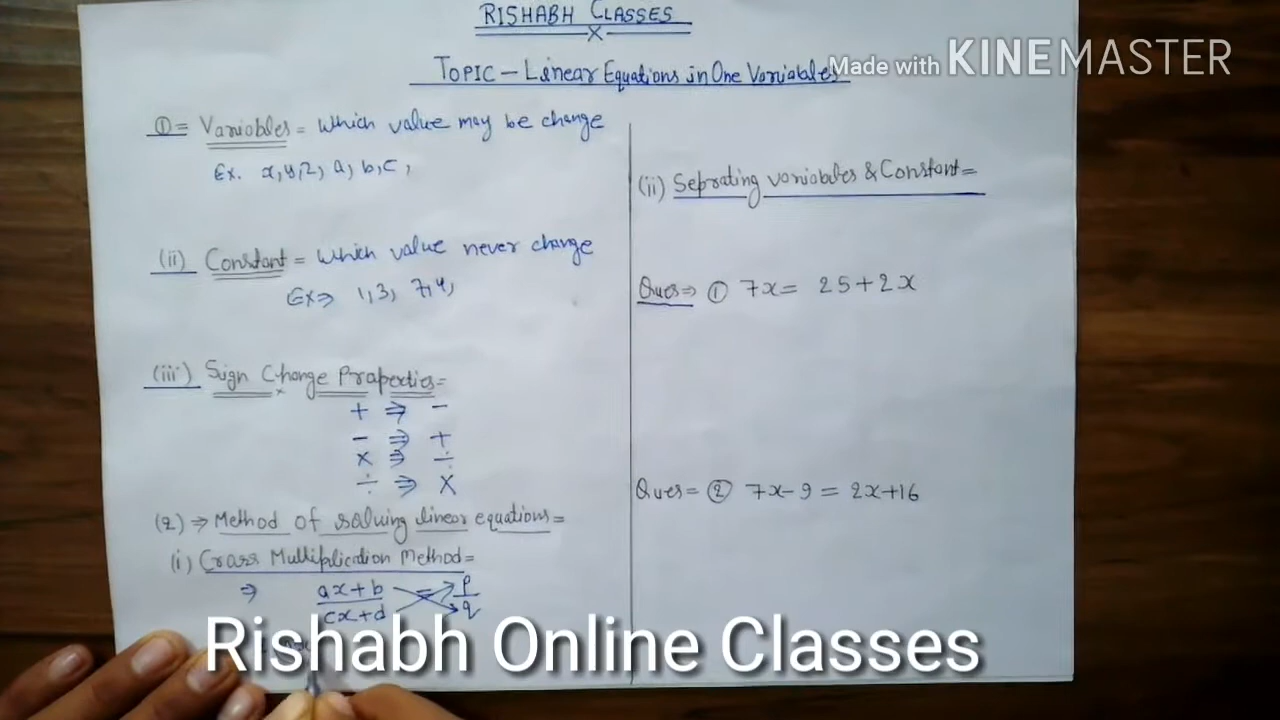 RISHABH CLASSES
x
TOPIC - Linear Equations in One Variables
Made with KINEMASTER
①= Variables = Which value may be change
Ex. x, y, z, a, b, c,
(ii) Constant = Which value never change
Ex⇒ 1, 3, 7, 4,
(iii) Sign Change Properties=
+ ⇒ -
- ⇒ +
× ⇒ ÷
÷ ⇒ ×
(2) ⇒ Method of solving linear equations=
(i) Cross Multiplication Method=
⇒ ax+b = p
cx+d q
(ii) Seprating variables & Constant=
Ques⇒ ① 7x= 25+2x
Ques= ② 7x-9 = 2x+16
Rishabh Online Classes